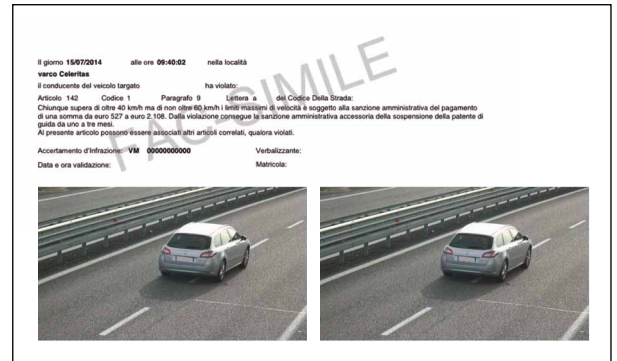 Il giorno 15/07/2014 alle ore 09:40:02 nella località
varco Celeritas
il conducente del veicolo targato ha violato:
Articolo 142 Codice 1 Paragrafo 9 Lettera a del Codice Della Strada:
Chiunque supera di oltre 40 km/h ma di non oltre 60 km/h i limiti massimi di velocità è soggetto alla sanzione amministrativa del pagamento
di una somma da euro 527 a euro 2.108. Dalla violazione consegue la sanzione amministrativa accessoria della sospensione della patente di
guida da uno a tre mesi.
Al presente articolo possono essere associati altri articoli correlati, qualora violati.
Accertamento d'Infrazione: VM 00000000000 Verbalizzante:
Data e ora validazione: Matricola:
FAC-SIMILE